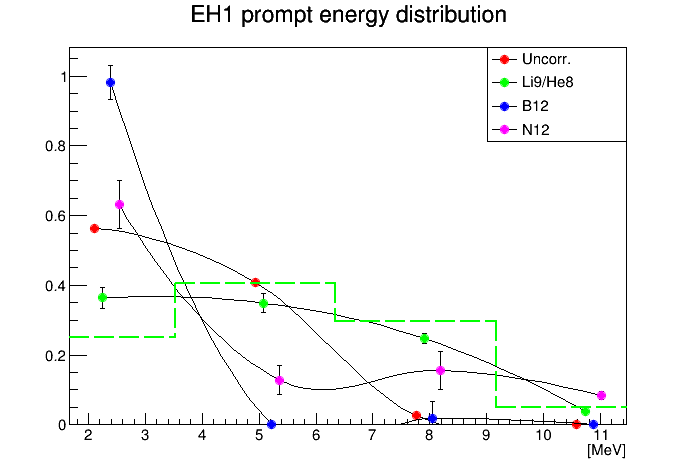 EH1 prompt energy distribution
Uncorr.
Li9/He8
B12
N12
1
0.8
0.6
0.4
0.2
0
2 3 4 5 6 7 8 9 10 11
[MeV]